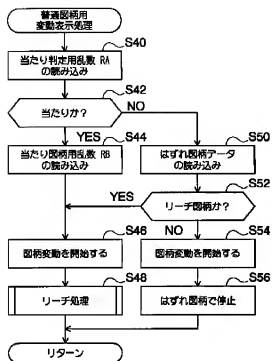 普通図柄用
変動表示処理
S40
当たり判定用乱数 RA
の読み込み
S42
当たりか?
NO
YES
S44
S50
当たり図柄用乱数 RB
の読み込み
はずれ図柄データ
の読み込み
S52
YES
リーチ図柄か?
S46
NO
S54
図柄変動を開始する
図柄変動を開始する
S48
S56
リーチ処理
はずれ図柄で停止
リターン